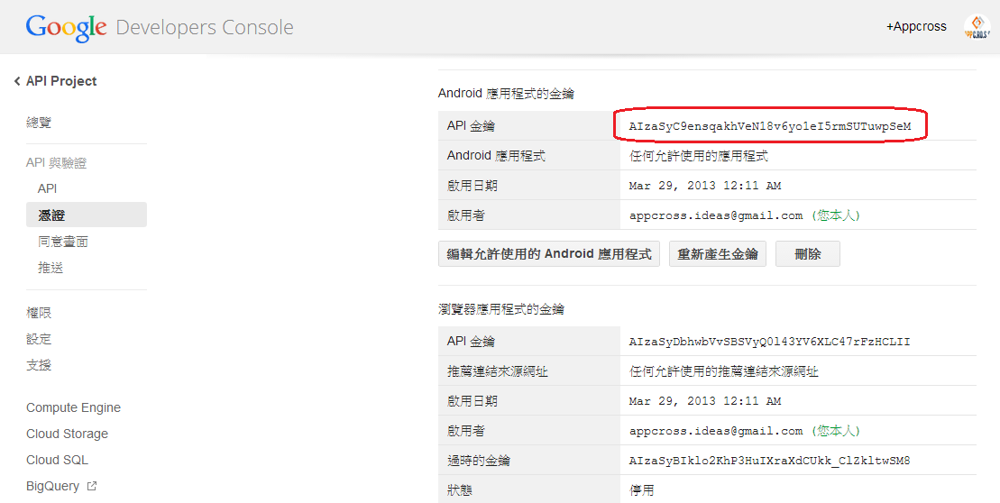 Google Developers Console
+Appcross
API Project
總覽
API 與驗證
API
憑證
同意畫面
推送
權限
設定
支援
Compute Engine
Cloud Storage
Cloud SQL
BigQuery
Android 應用程式的金鑰
API 金鑰 AIzaSyC9ensqakhVeNl8v6yo1eI5rmSUTuwpSeM
Android 應用程式 任何允許使用的應用程式
啟用日期 Mar 29, 2013 12:11 AM
啟用者 appcross.ideas@gmail.com (您本人)
編輯允許使用的 Android 應用程式 重新產生金鑰 刪除
瀏覽器應用程式的金鑰
API 金鑰 AIzaSyDbhwbVvSBSVyQ0l43YV6XLC47rFzHCLII
推薦連結來源網址 任何允許使用的推薦連結來源網址
啟用日期 Mar 29, 2013 12:11 AM
啟用者 appcross.ideas@gmail.com (您本人)
過時的金鑰 AIzaSyBIklo2KhP3HuIXraXdCUkk_ClZkltwSM8
狀態 停用